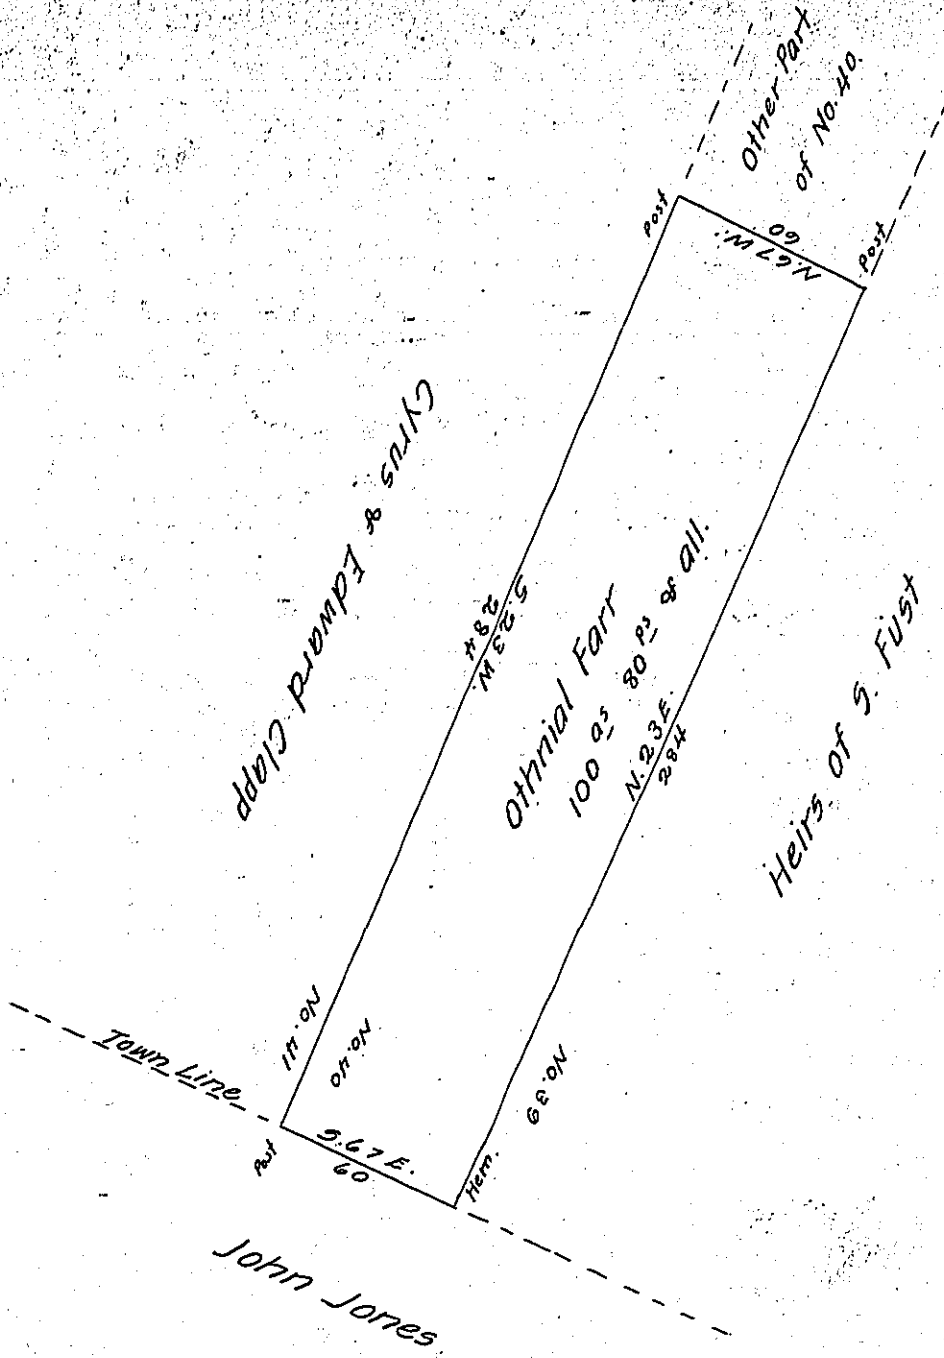 Other Part
of No. 40.
Post
N. 67 W.
60
Post
Cyrus & Edward Clapp
S. 23 W.
284
Othnial Farr
100 as 80 ps & all.
N. 23 E.
284
Heirs of S. Fust
No. 41
No. 40
No. 39
Town Line
Post
S. 67 E.
60
Hem.
John Jones.